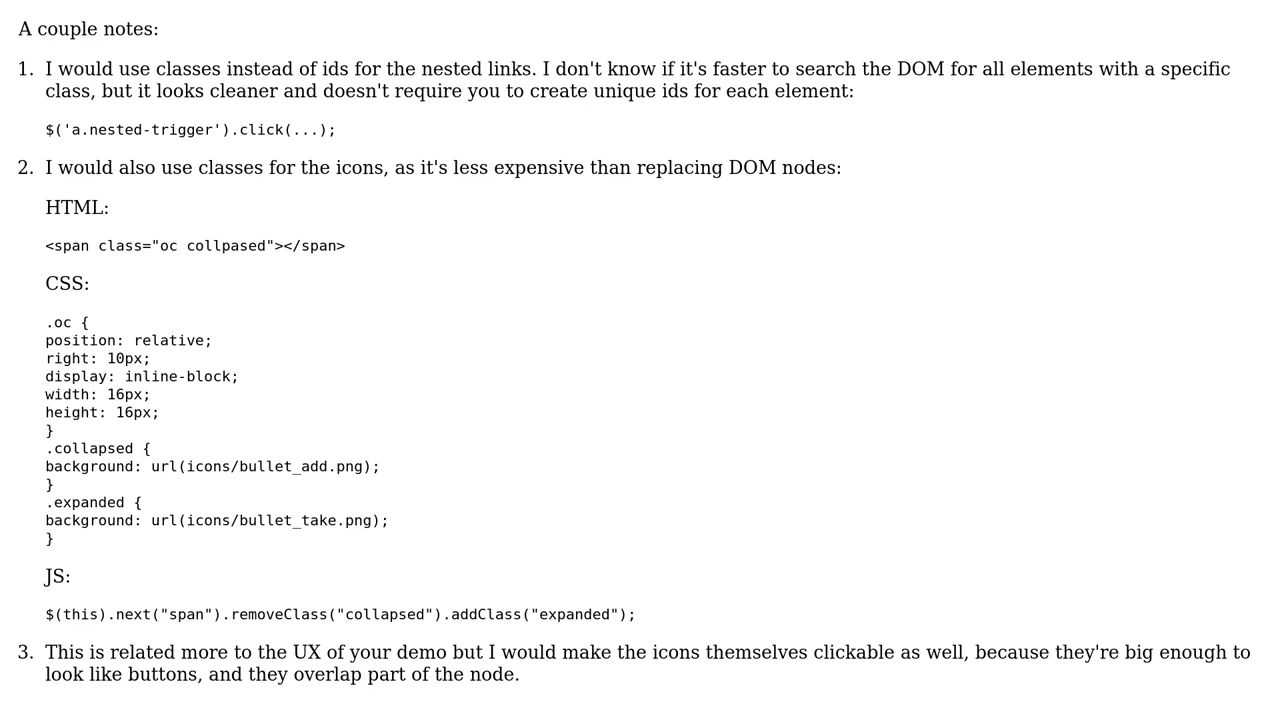 A couple notes:
1. I would use classes instead of ids for the nested links. I don't know if it's faster to search the DOM for all elements with a specific
class, but it looks cleaner and doesn't require you to create unique ids for each element:
$('a.nested-trigger').click(...);
2. I would also use classes for the icons, as it's less expensive than replacing DOM nodes:
HTML:
<span class="oc collpased"></span>
CSS:
.oc {
position: relative;
right: 10px;
display: inline-block;
width: 16px;
height: 16px;
}
.collapsed {
background: url(icons/bullet_add.png);
}
.expanded {
background: url(icons/bullet_take.png);
}
JS:
$(this).next("span").removeClass("collapsed").addClass("expanded");
3. This is related more to the UX of your demo but I would make the icons themselves clickable as well, because they're big enough to
look like buttons, and they overlap part of the node.